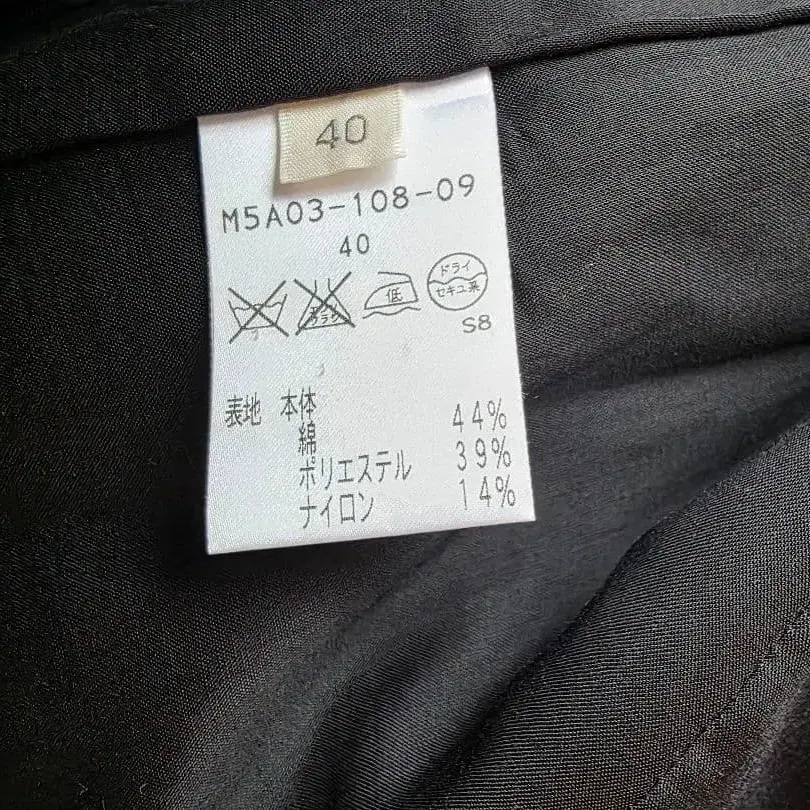 40
M5A03-108-09
40
低
ドライ
セキユ系
S8
表地 本体
綿 44%
ポリエステル 39%
ナイロン 14%